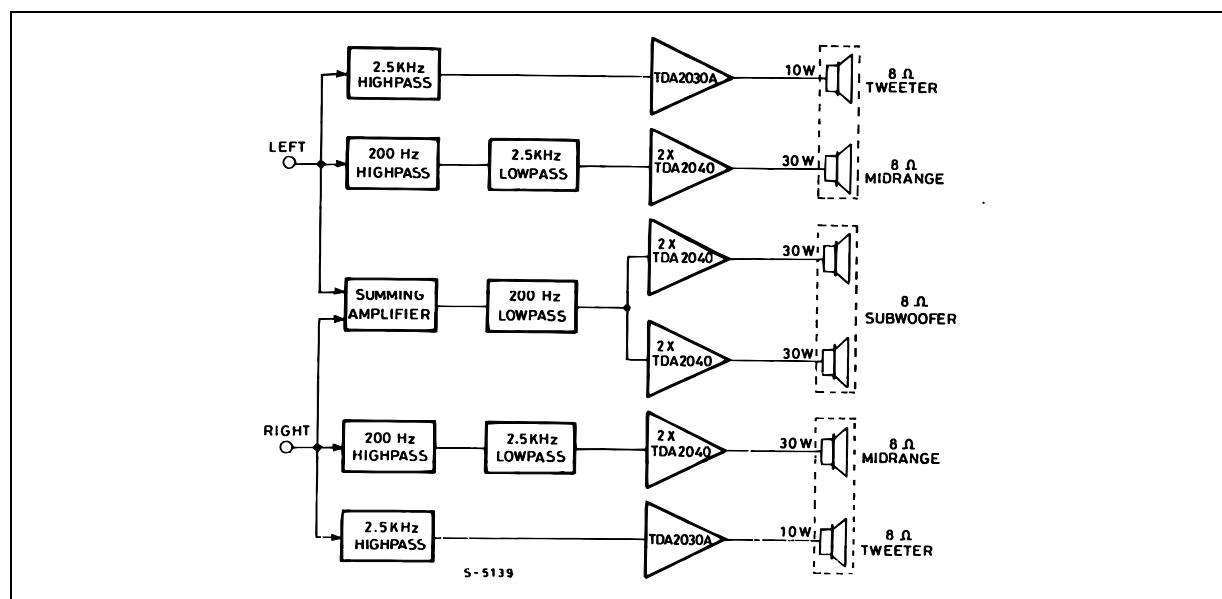 2.5KHz
HIGHPASS
TDA2030A
10W
8 Ω
TWEETER
LEFT
200 Hz
HIGHPASS
2.5KHz
LOWPASS
2X
TDA2040
30W
8 Ω
MIDRANGE
2X
TDA2040
30W
SUMMING
AMPLIFIER
200 Hz
LOWPASS
8 Ω
SUBWOOFER
2X
TDA2040
30W
RIGHT
200 Hz
HIGHPASS
2.5KHz
LOWPASS
2X
TDA2040
30W
8 Ω
MIDRANGE
2.5KHz
HIGHPASS
TDA2030A
10W
8 Ω
TWEETER
S-5139